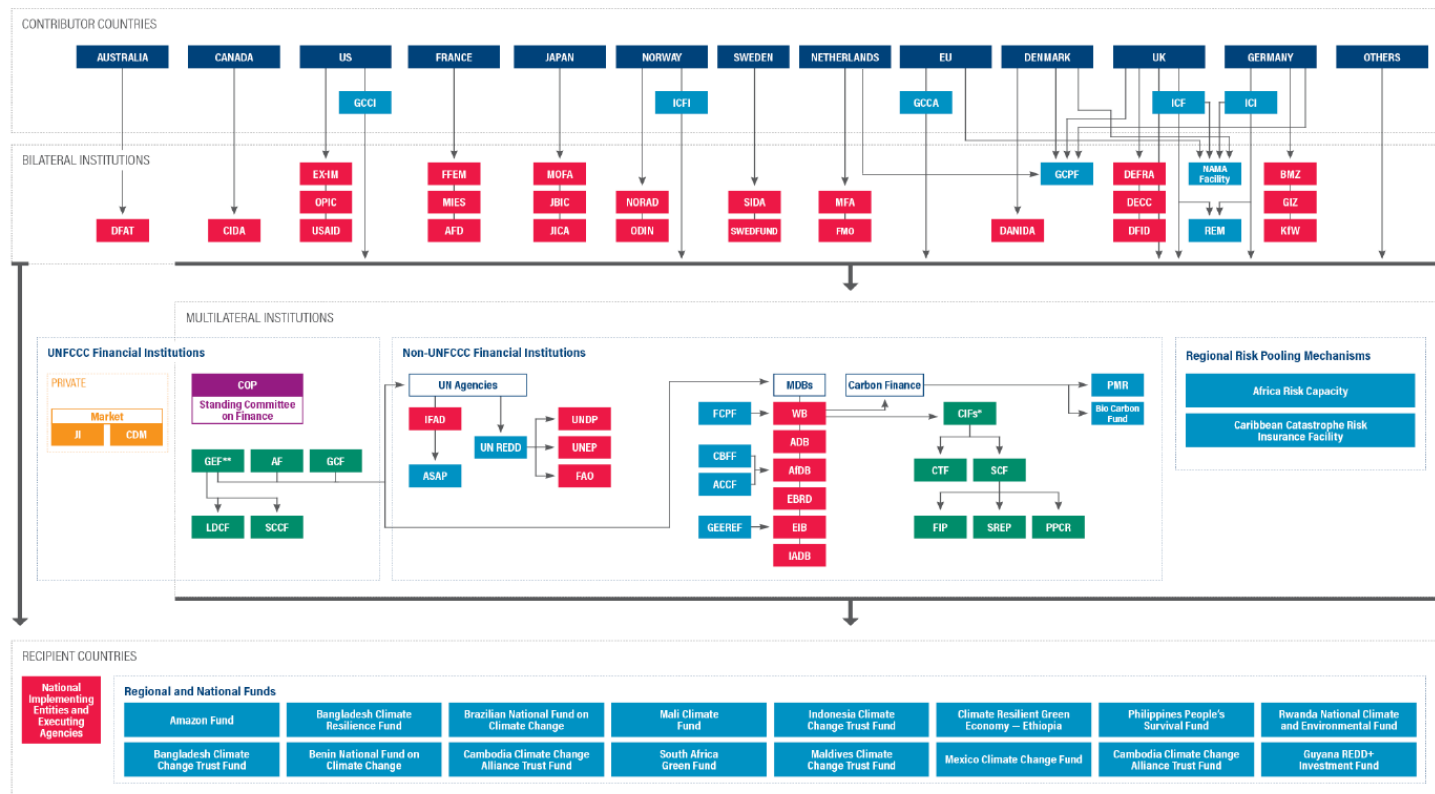 CONTRIBUTOR COUNTRIES
AUSTRALIA
CANADA
US
FRANCE
JAPAN
NORWAY
SWEDEN
NETHERLANDS
EU
DENMARK
UK
GERMANY
OTHERS
GCCI
ICFI
GCCA
ICF
ICI
BILATERAL INSTITUTIONS
EX-IM
FFEM
MOFA
GCPF
DEFRA
NAMA
Facility
BMZ
OPIC
MIES
JBIC
NORAD
SIDA
MFA
DECC
GIZ
DFAT
CIDA
USAID
AFD
JICA
ODIN
SWEDFUND
FMO
DANIDA
DFID
REM
KfW
MULTILATERAL INSTITUTIONS
UNFCCC Financial Institutions
PRIVATE
Market
JI
CDM
COP
Standing Committee
on Finance
GEF**
AF
GCF
LDCF
SCCF
Non-UNFCCC Financial Institutions
UN Agencies
IFAD
ASAP
UN REDD
UNDP
UNEP
FAO
MDBs
Carbon Finance
PMR
Bio Carbon
Fund
FCPF
WB
CIFs*
ADB
CBFF
ACCF
AfDB
EBRD
GEEREF
EIB
IADB
CTF
SCF
FIP
SREP
PPCR
Regional Risk Pooling Mechanisms
Africa Risk Capacity
Caribbean Catastrophe Risk
Insurance Facility
RECIPIENT COUNTRIES
National
Implementing
Entities and
Executing
Agencies
Regional and National Funds
Amazon Fund
Bangladesh Climate
Resilience Fund
Brazilian National Fund on
Climate Change
Mali Climate
Fund
Indonesia Climate
Change Trust Fund
Climate Resilient Green
Economy — Ethiopia
Philippines People's
Survival Fund
Rwanda National Climate
and Environmental Fund
Bangladesh Climate
Change Trust Fund
Benin National Fund on
Climate Change
Cambodia Climate Change
Alliance Trust Fund
South Africa
Green Fund
Maldives Climate
Change Trust Fund
Mexico Climate Change Fund
Cambodia Climate Change
Alliance Trust Fund
Guyana REDD+
Investment Fund